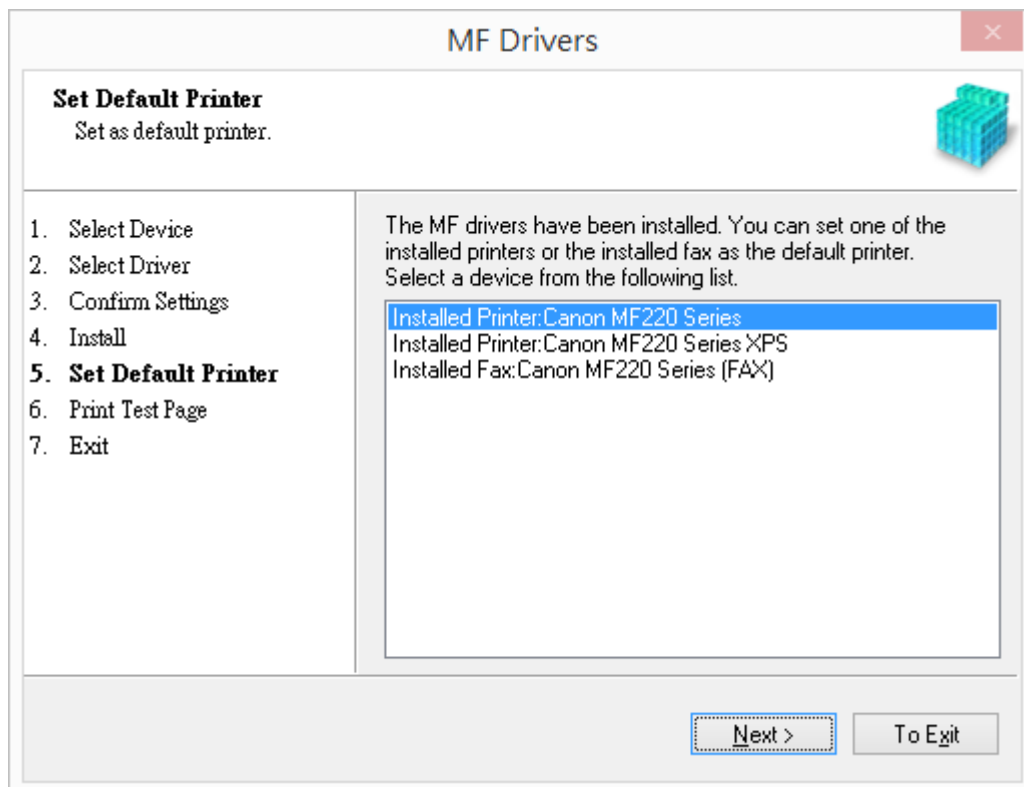 MF Drivers
Set Default Printer
Set as default printer.
1. Select Device
2. Select Driver
3. Confirm Settings
4. Install
5. Set Default Printer
6. Print Test Page
7. Exit
The MF drivers have been installed. You can set one of the
installed printers or the installed fax as the default printer.
Select a device from the following list.
Installed Printer:Canon MF220 Series
Installed Printer:Canon MF220 Series XPS
Installed Fax:Canon MF220 Series (FAX)
Next >
To Exit